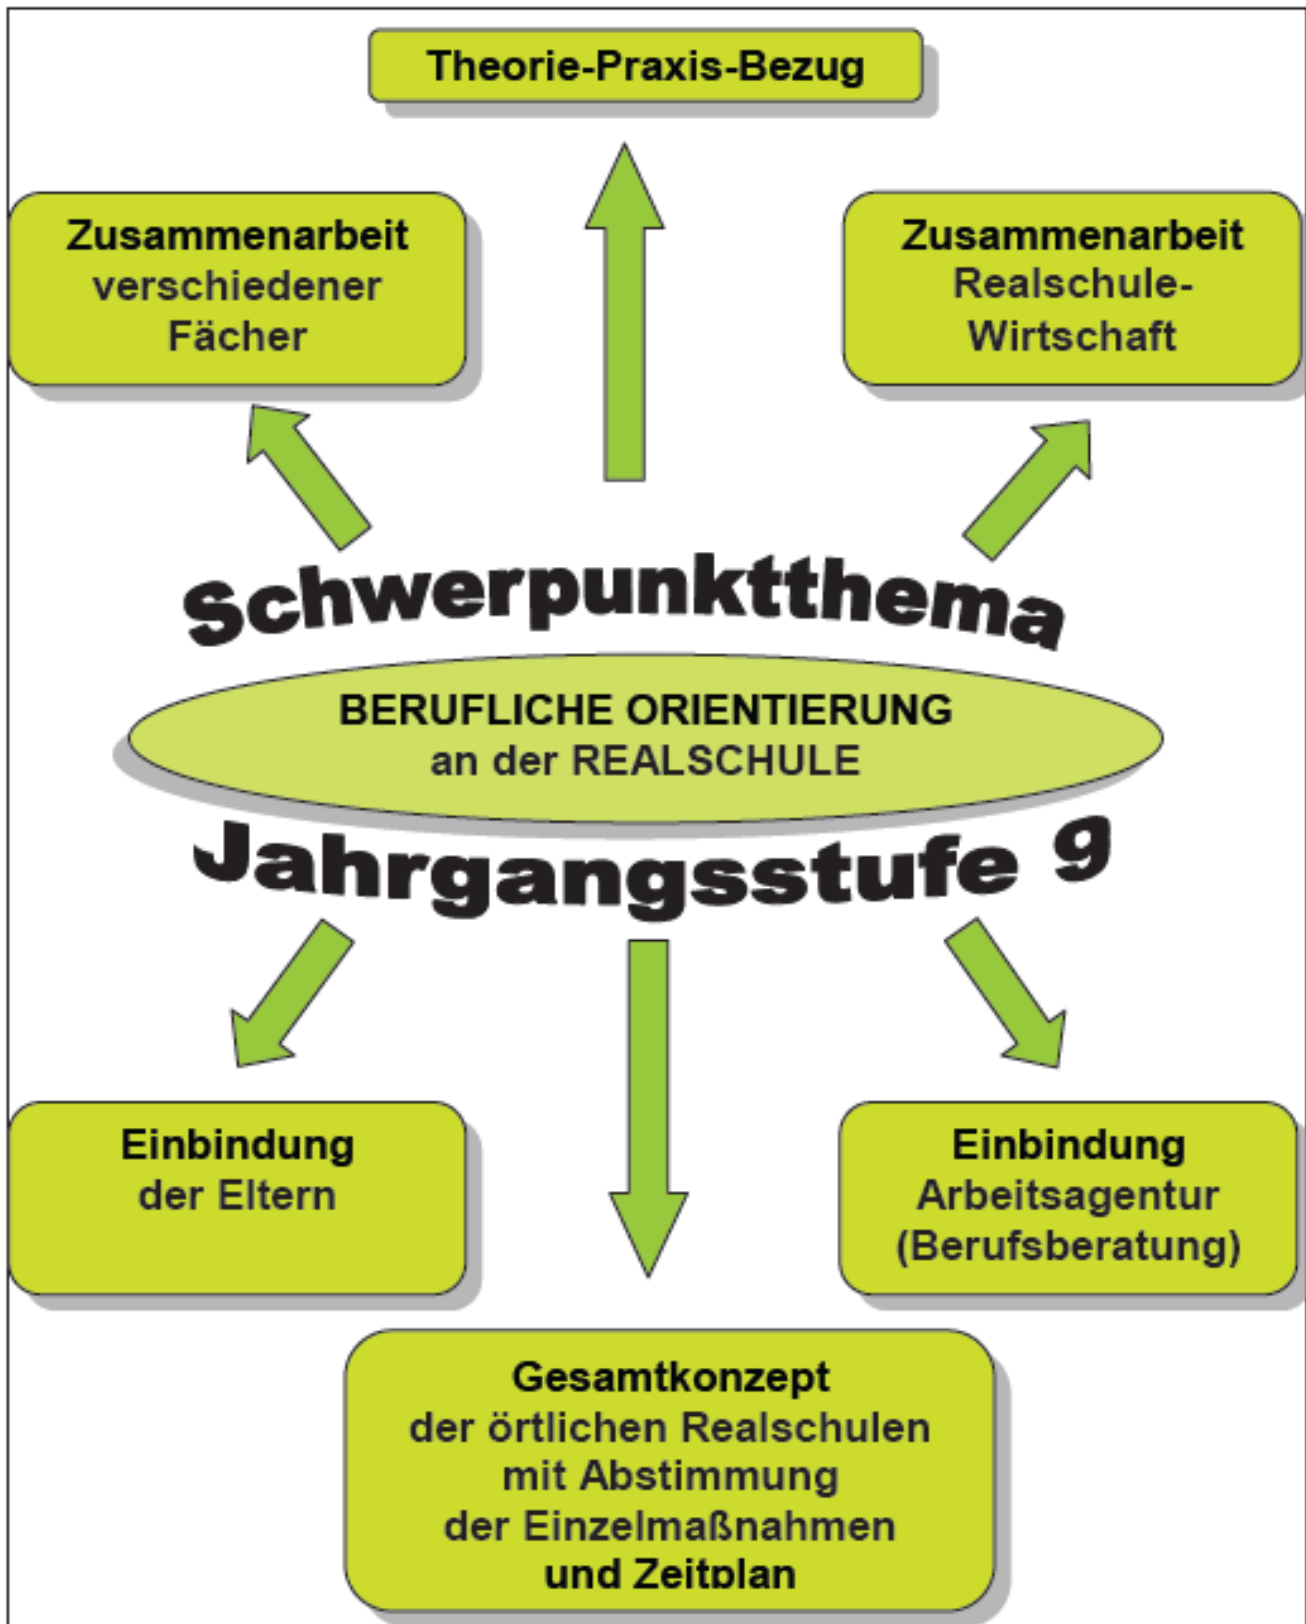 Theorie-Praxis-Bezug
Zusammenarbeit
verschiedener
Fächer
Zusammenarbeit
Realschule-
Wirtschaft
Schwerpunktthema
BERUFLICHE ORIENTIERUNG
an der REALSCHULE
Jahrgangsstufe 9
Einbindung
der Eltern
Einbindung
Arbeitsagentur
(Berufsberatung)
Gesamtkonzept
der örtlichen Realschulen
mit Abstimmung
der Einzelmaßnahmen
und Zeitplan